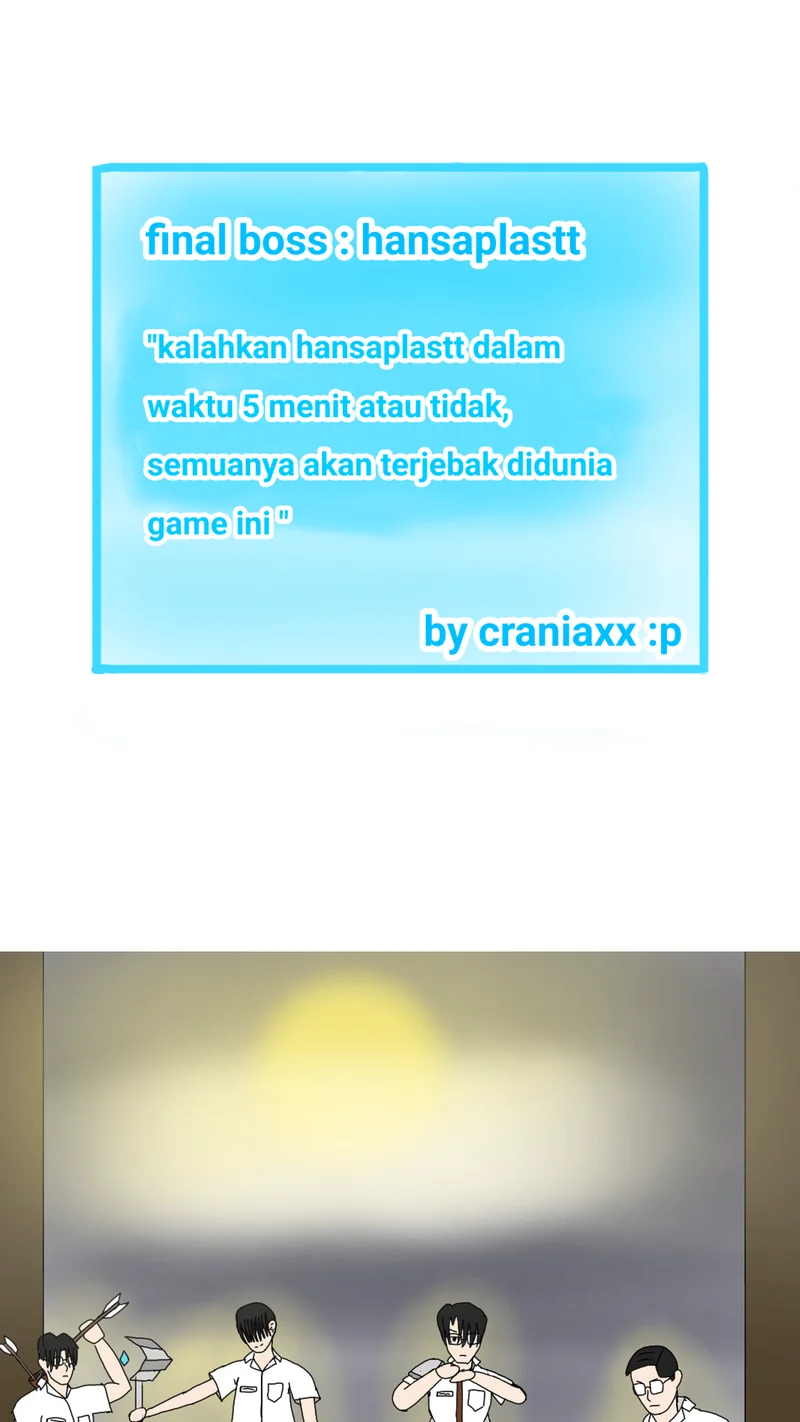 final boss : hansaplastt
"kalahkan hansaplastt dalam
waktu 5 menit atau tidak,
semuanya akan terjebak didunia
game ini "
by craniaxx :p